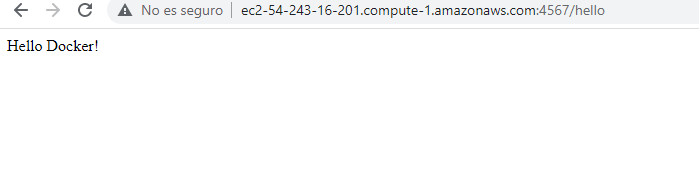 No es seguro | ec2-54-243-16-201.compute-1.amazonaws.com:4567/hello
Hello Docker!